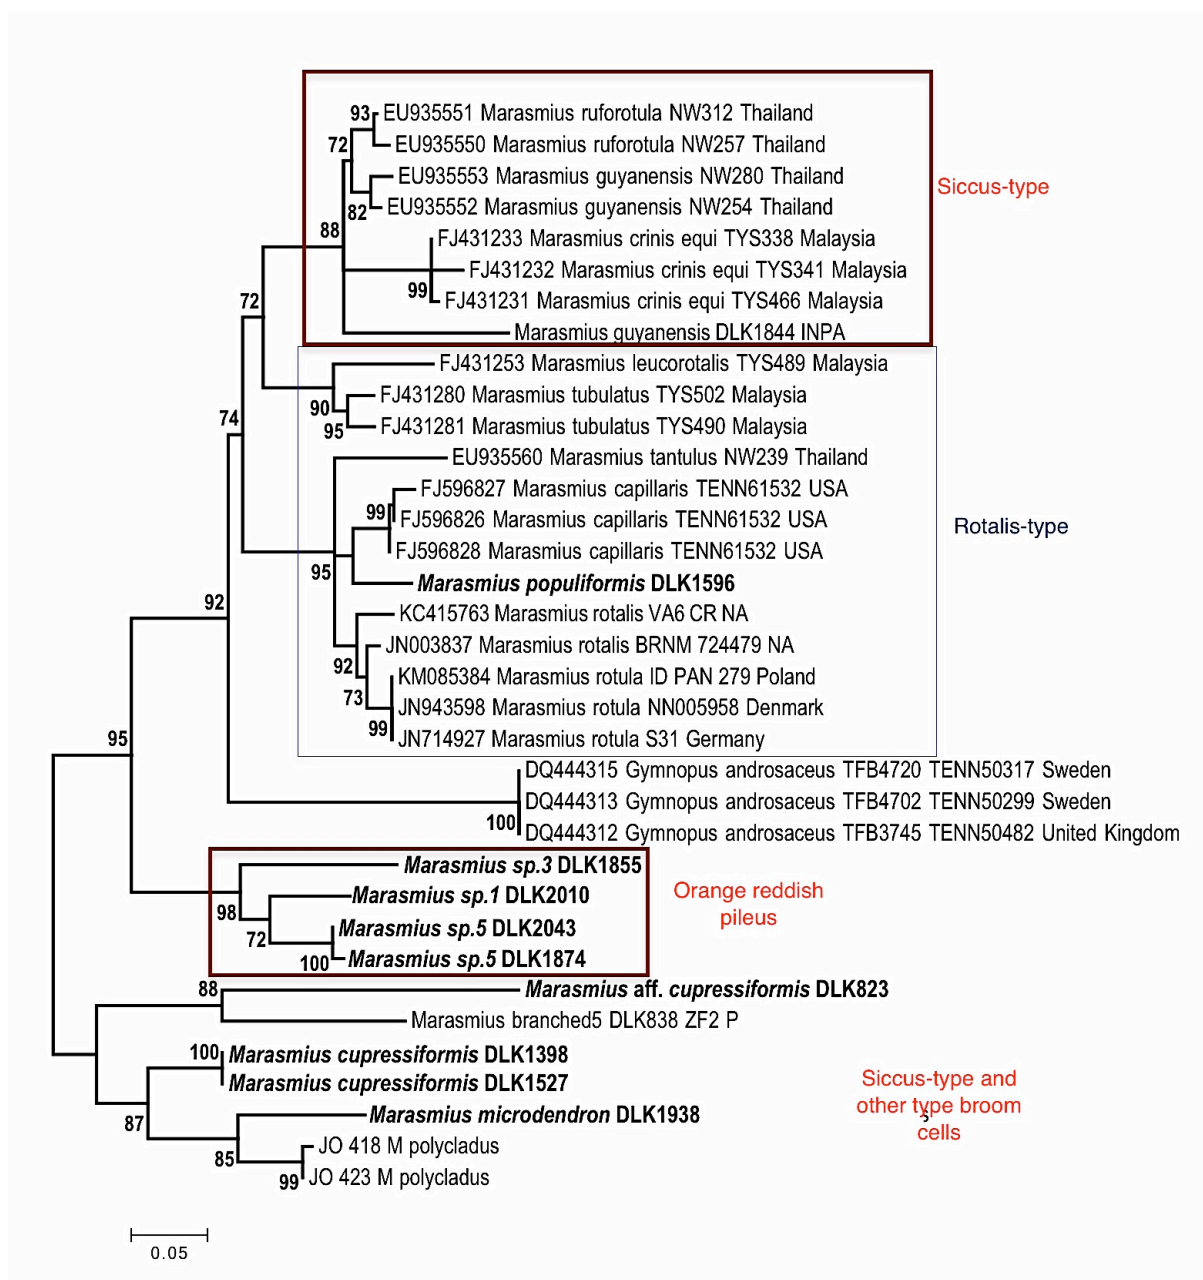 93
EU935551 Marasmius ruforotula NW312 Thailand
72
EU935550 Marasmius ruforotula NW257 Thailand
EU935553 Marasmius guyanensis NW280 Thailand
82
EU935552 Marasmius guyanensis NW254 Thailand
Siccus-type
88
FJ431233 Marasmius crinis equi TYS338 Malaysia
FJ431232 Marasmius crinis equi TYS341 Malaysia
99
FJ431231 Marasmius crinis equi TYS466 Malaysia
72
Marasmius guyanensis DLK1844 INPA
FJ431253 Marasmius leucorotalis TYS489 Malaysia
90
FJ431280 Marasmius tubulatus TYS502 Malaysia
95
FJ431281 Marasmius tubulatus TYS490 Malaysia
74
EU935560 Marasmius tantulus NW239 Thailand
FJ596827 Marasmius capillaris TENN61532 USA
99
FJ596826 Marasmius capillaris TENN61532 USA
Rotalis-type
FJ596828 Marasmius capillaris TENN61532 USA
95
Marasmius populiformis DLK1596
92
KC415763 Marasmius rotalis VA6 CR NA
JN003837 Marasmius rotalis BRNM 724479 NA
92
KM085384 Marasmius rotula ID PAN 279 Poland
73
JN943598 Marasmius rotula NN005958 Denmark
99
JN714927 Marasmius rotula S31 Germany
95
DQ444315 Gymnopus androsaceus TFB4720 TENN50317 Sweden
DQ444313 Gymnopus androsaceus TFB4702 TENN50299 Sweden
100
DQ444312 Gymnopus androsaceus TFB3745 TENN50482 United Kingdom
Marasmius sp.3 DLK1855
Orange reddish
pileus
98
Marasmius sp.1 DLK2010
72
Marasmius sp.5 DLK2043
100
Marasmius sp.5 DLK1874
88
Marasmius aff. cupressiformis DLK823
Marasmius branched5 DLK838 ZF2 P
100
Marasmius cupressiformis DLK1398
Marasmius cupressiformis DLK1527
Siccus-type and
other type broom
cells
5
87
Marasmius microdendron DLK1938
85
JO 418 M polycladus
99
JO 423 M polycladus
0.05